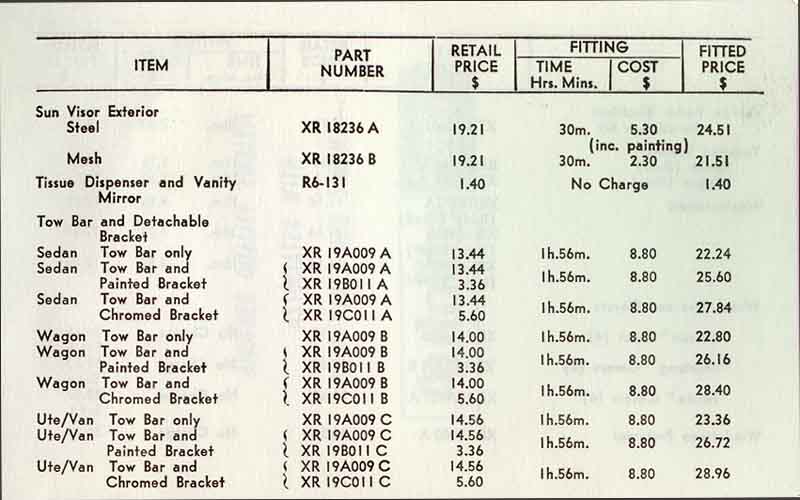 ITEM PART NUMBER RETAIL PRICE $ FITTING TIME Hrs. Mins. COST $ FITTED PRICE $
Sun Visor Exterior
Steel XR 18236 A 19.21 30m. 5.30 24.51
(inc. painting)
Mesh XR 18236 B 19.21 30m. 2.30 21.51
Tissue Dispenser and Vanity R6-131 1.40 No Charge 1.40
Mirror
Tow Bar and Detachable
Bracket
Sedan Tow Bar only XR 19A009 A 13.44 1h.56m. 8.80 22.24
Sedan Tow Bar and XR 19A009 A 13.44
Painted Bracket XR 19B011 A 3.36 1h.56m. 8.80 25.60
Sedan Tow Bar and XR 19A009 A 13.44
Chromed Bracket XR 19C011 A 5.60 1h.56m. 8.80 27.84
Wagon Tow Bar only XR 19A009 B 14.00 1h.56m. 8.80 22.80
Wagon Tow Bar and XR 19A009 B 14.00
Painted Bracket XR 19B011 B 3.36 1h.56m. 8.80 26.16
Wagon Tow Bar and XR 19A009 B 14.00
Chromed Bracket XR 19C011 B 5.60 1h.56m. 8.80 28.40
Ute/Van Tow Bar only XR 19A009 C 14.56 1h.56m. 8.80 23.36
Ute/Van Tow Bar and XR 19A009 C 14.56
Painted Bracket XR 19B011 C 3.36 1h.56m. 8.80 26.72
Ute/Van Tow Bar and XR 19A009 C 14.56
Chromed Bracket XR 19C011 C 5.60 1h.56m. 8.80 28.96